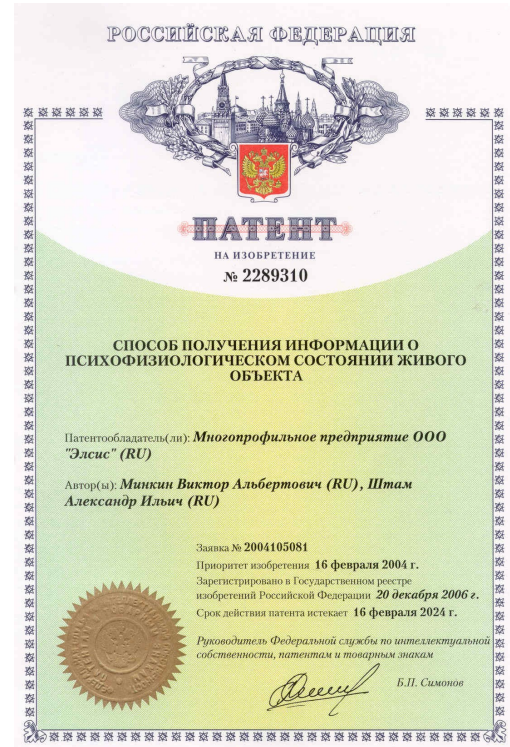 РОССИЙСКАЯ ФЕДЕРАЦИЯ
ПАТЕНТ
НА ИЗОБРЕТЕНИЕ
№ 2289310
СПОСОБ ПОЛУЧЕНИЯ ИНФОРМАЦИИ О
ПСИХОФИЗИОЛОГИЧЕСКОМ СОСТОЯНИИ ЖИВОГО
ОБЪЕКТА
Патентообладатель(ли): Многопрофильное предприятие ООО
"Элсис" (RU)
Автор(ы): Минкин Виктор Альбертович (RU), Штам
Александр Ильич (RU)
Заявка № 2004105081
Приоритет изобретения 16 февраля 2004 г.
Зарегистрировано в Государственном реестре
изобретений Российской Федерации 20 декабря 2006 г.
Срок действия патента истекает 16 февраля 2024 г.
Руководитель Федеральной службы по интеллектуальной
собственности, патентам и товарным знакам
Б.П. Симонов